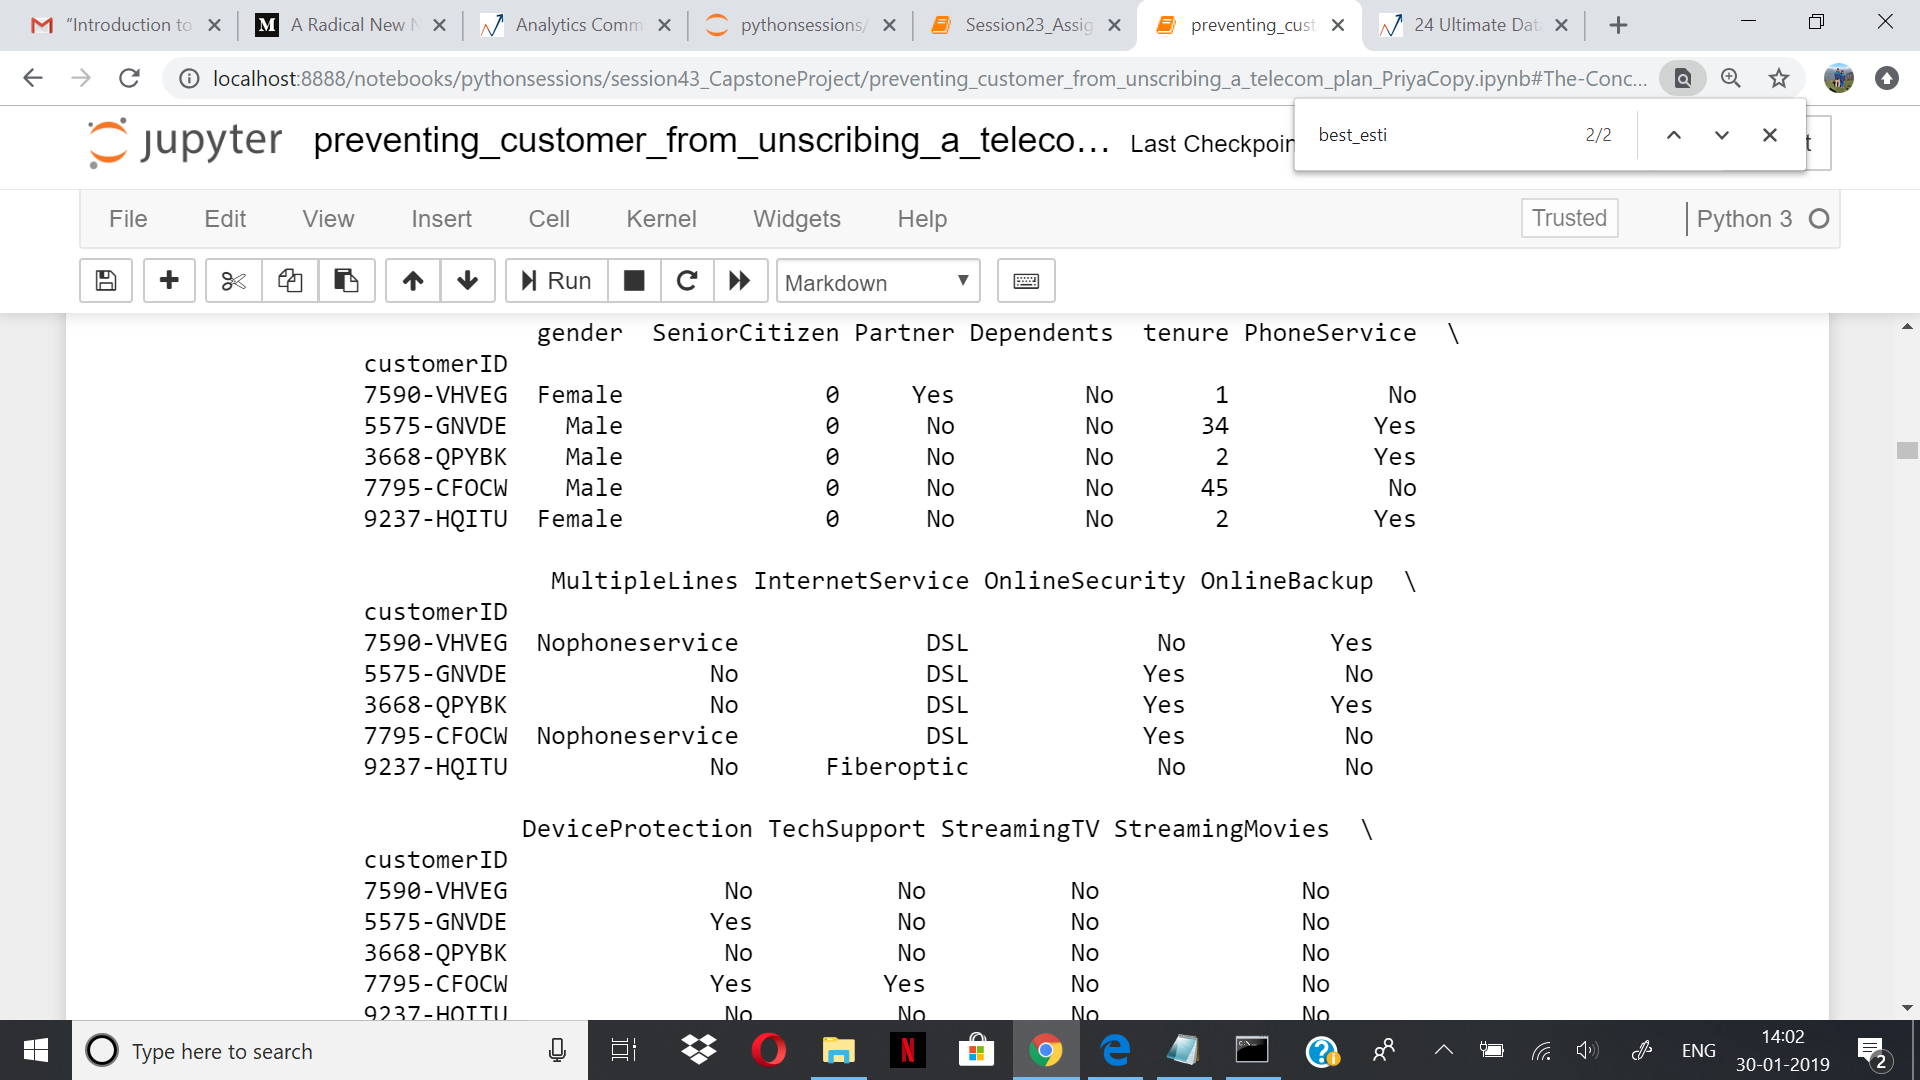 "Introduction to
M A Radical New N
Analytics Comm
pythonsessions/
Session23_Assig
preventing_cust
24 Ultimate Dat
localhost:8888/notebooks/pythonsessions/session43_CapstoneProject/preventing_customer_from_unscribing_a_telecom_plan_PriyaCopy.ipynb#The-Conc...
best_esti 2/2
jupyter preventing_customer_from_unscribing_a_teleco... Last Checkpoin t
File Edit View Insert Cell Kernel Widgets Help Trusted Python 3
Run Markdown
gender SeniorCitizen Partner Dependents tenure PhoneService \
customerID
7590-VHVEG Female 0 Yes No 1 No
5575-GNVDE Male 0 No No 34 Yes
3668-QPYBK Male 0 No No 2 Yes
7795-CFOCW Male 0 No No 45 No
9237-HQITU Female 0 No No 2 Yes
MultipleLines InternetService OnlineSecurity OnlineBackup \
customerID
7590-VHVEG Nophoneservice DSL No Yes
5575-GNVDE No DSL Yes No
3668-QPYBK No DSL Yes Yes
7795-CFOCW Nophoneservice DSL Yes No
9237-HQITU No Fiberoptic No No
DeviceProtection TechSupport StreamingTV StreamingMovies \
customerID
7590-VHVEG No No No No
5575-GNVDE Yes No No No
3668-QPYBK No No No No
7795-CFOCW Yes Yes No No
9237-HQITU No No No No
Type here to search
N
ENG
14:02
30-01-2019
2